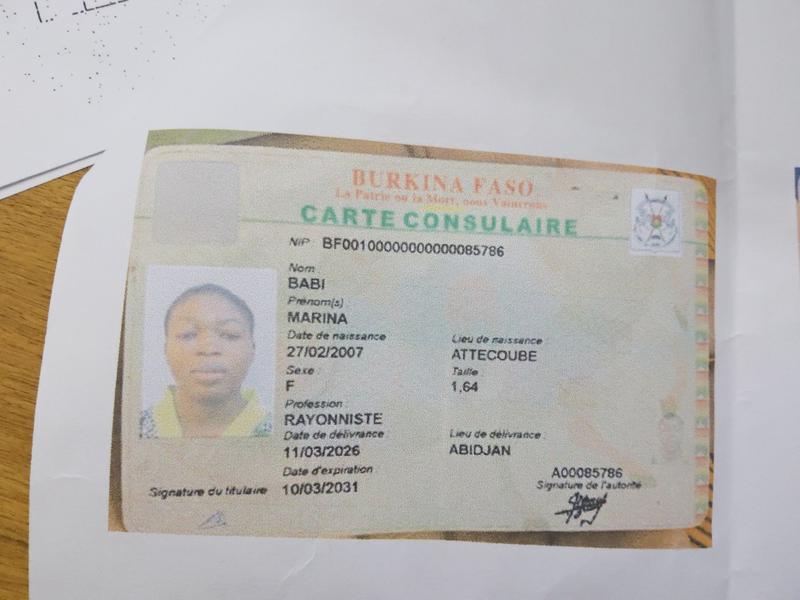 BURKINA FASO
La Patrie ou la Mort, nous Vaincrons
CARTE CONSULAIRE
NIP: BF00100000000000085786
Nom
BABI
Prénom(s)
MARINA
Date de naissance
27/02/2007
Lieu de naissance :
ATTECOUBE
Sexe :
F
Taille :
1,64
Profession :
RAYONNISTE
Date de délivrance :
11/03/2026
Lieu de délivrance :
ABIDJAN
Date d'expiration :
10/03/2031
A00085786
Signature de l'autorité
Signature du titulaire